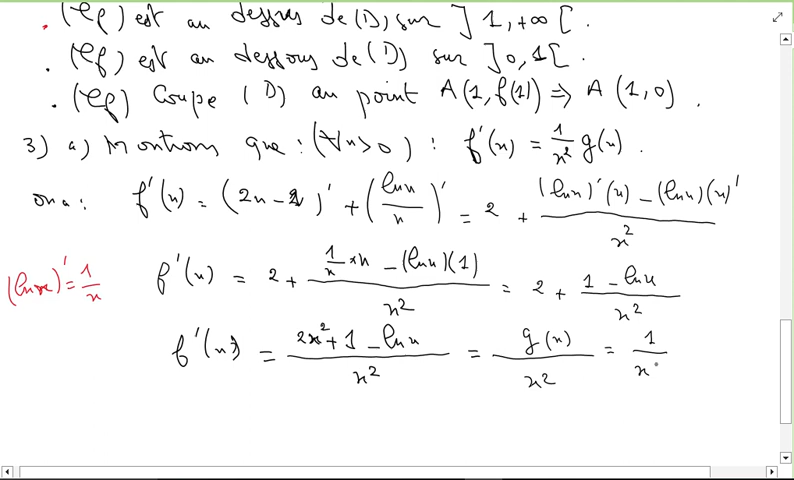 . (Cf) est au dessus de (D) sur ]1, +∞[.
. (Cf) est au dessous de (D) sur ]0, 1[.
. (Cf) Coupe (D) au point A(1, f(1)) ⇒ A(1, 0).
3) a) Montrons que : (∀x > 0) : f'(x) = 1/x² g(x).
on a : f'(x) = (2x - 2)' + (lnx/x)' = 2 + ((lnx)'(x) - (lnx)(x)')/x²
(lnx)' = 1/x f'(x) = 2 + (1/x * x - (lnx)(1))/x² = 2 + (1 - lnx)/x²
f'(x) = (2x² + 1 - lnx)/x² = g(x)/x² = 1/x